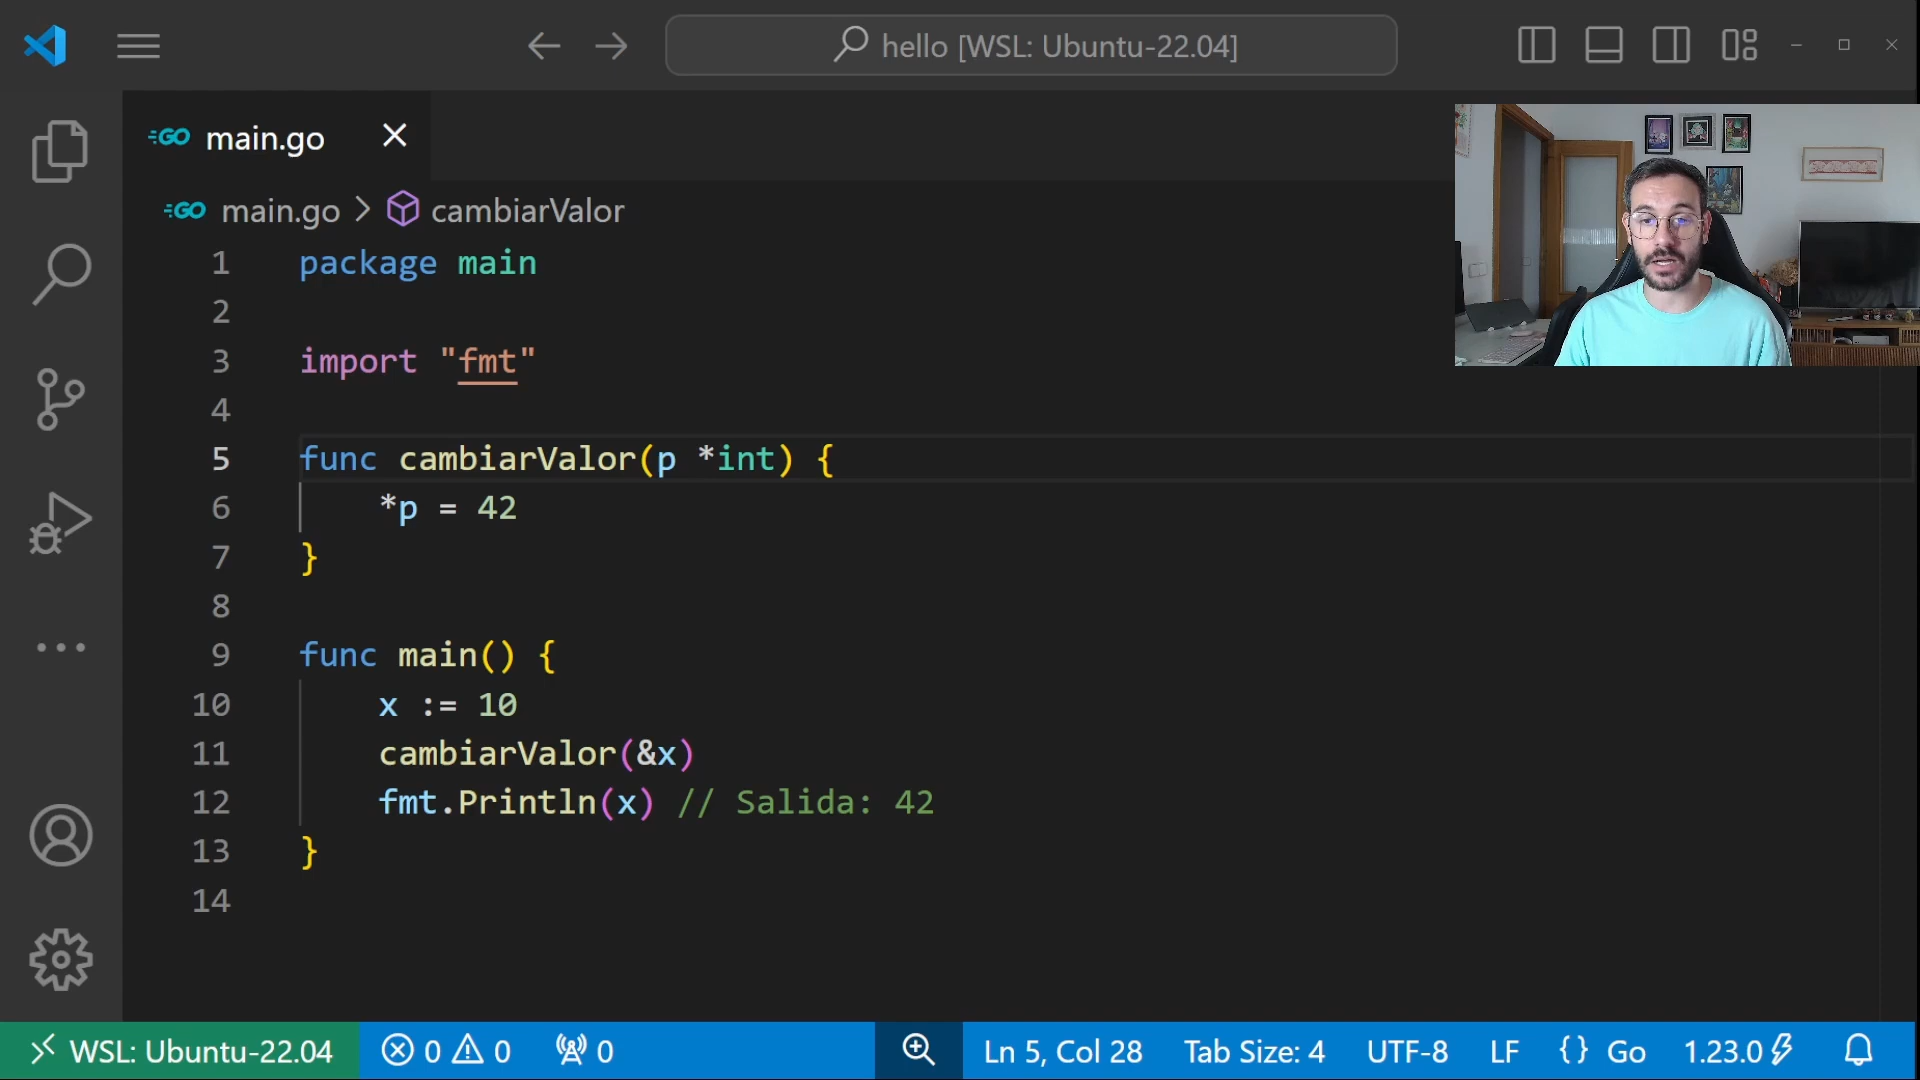 hello [WSL: Ubuntu-22.04]
GO main.go
GO main.go > cambiarValor
1 package main
2
3 import "fmt"
4
5 func cambiarValor(p *int) {
6 *p = 42
7 }
8
9 func main() {
10 x := 10
11 cambiarValor(&x)
12 fmt.Println(x) // Salida: 42
13 }
14
WSL: Ubuntu-22.04 0 0 0 Ln 5, Col 28 Tab Size: 4 UTF-8 LF {} Go 1.23.0